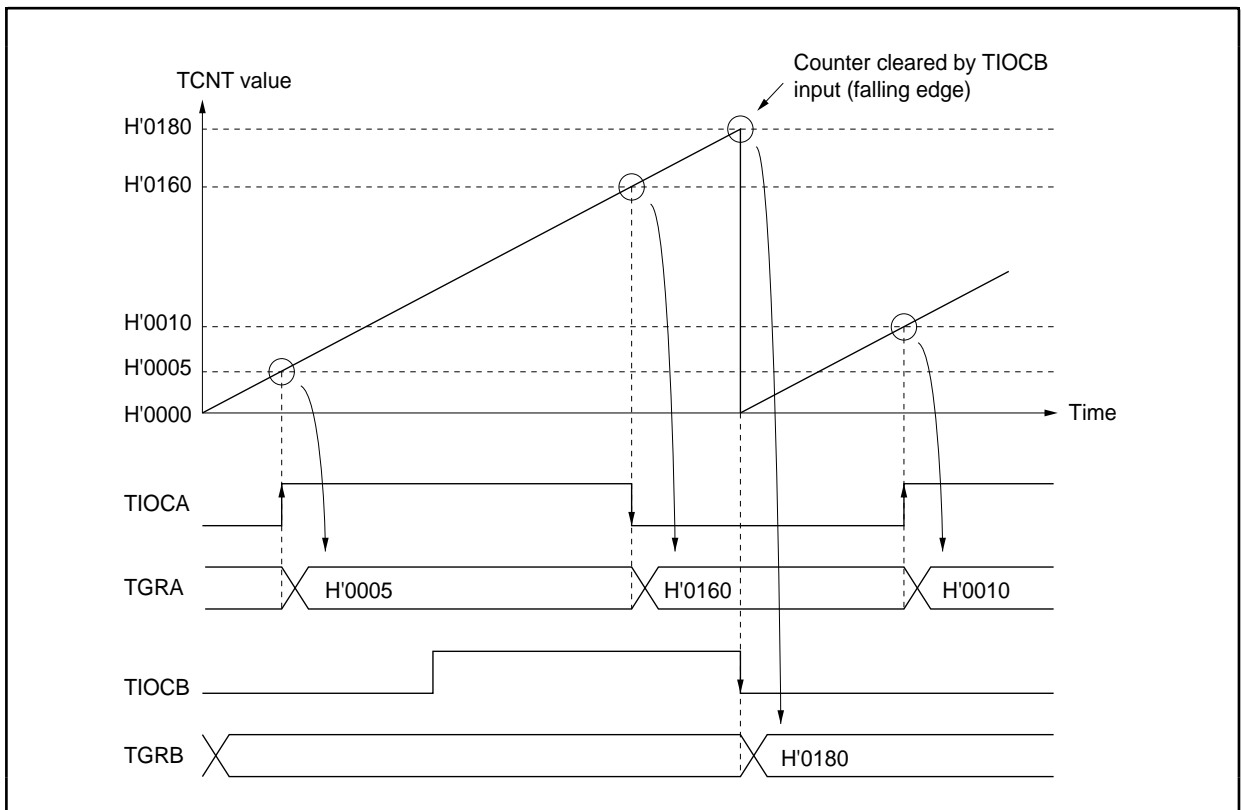 Counter cleared by TIOCB
input (falling edge)
TCNT value
H'0180
H'0160
H'0010
H'0005
H'0000
Time
TIOCA
TGRA
H'0005
H'0160
H'0010
TIOCB
TGRB
H'0180